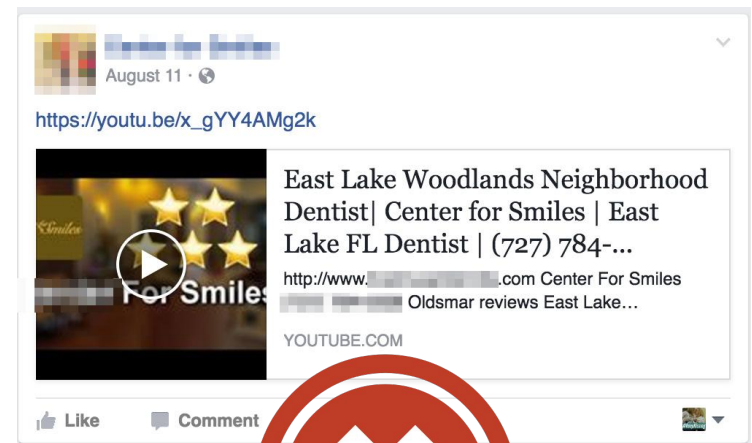 August 11
https://youtu.be/x_gYY4AMg2k
Smiles
For Smiles
East Lake Woodlands Neighborhood
Dentist| Center for Smiles | East
Lake FL Dentist | (727) 784-...
http://www. .com Center For Smiles
Oldsmar reviews East Lake…
YOUTUBE.COM
Like Comment